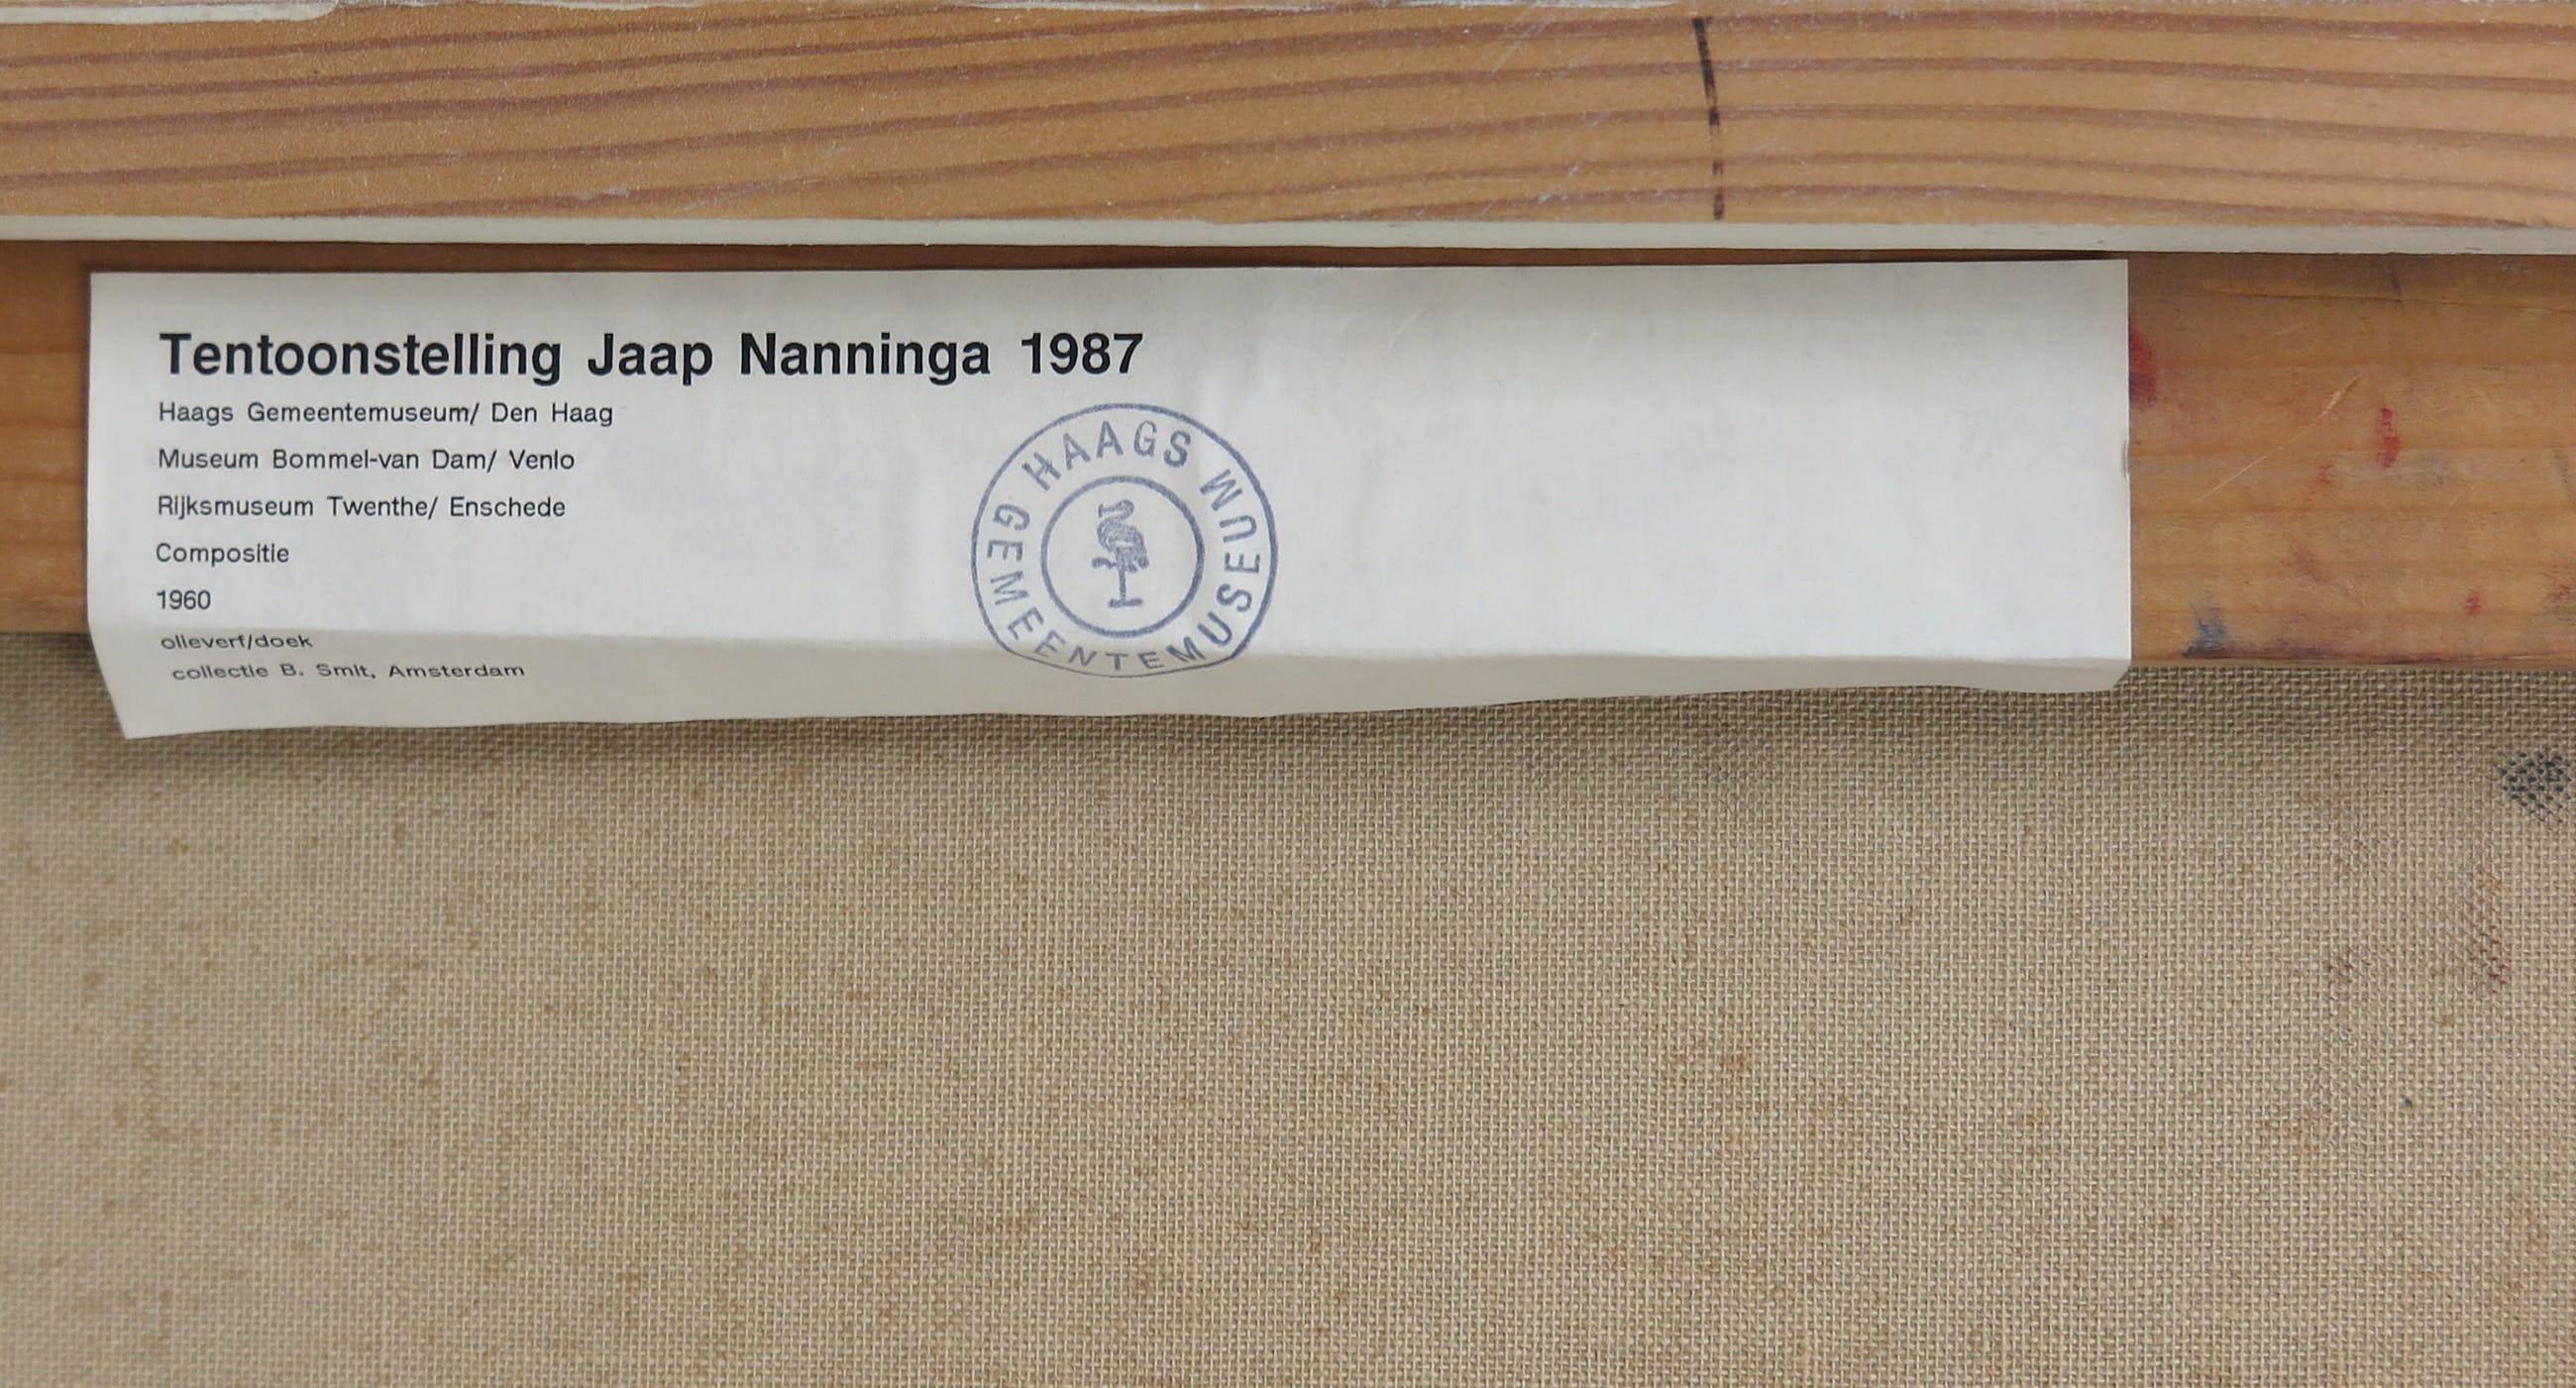 Tentoonstelling Jaap Nanninga 1987
Haags Gemeentemuseum/ Den Haag
Museum Bommel-van Dam/ Venlo
Rijksmuseum Twenthe/ Enschede
Compositie
1960
olieverf/doek
collectie B. Smit, Amsterdam
HAAGS GEMEENTEMUSEUM